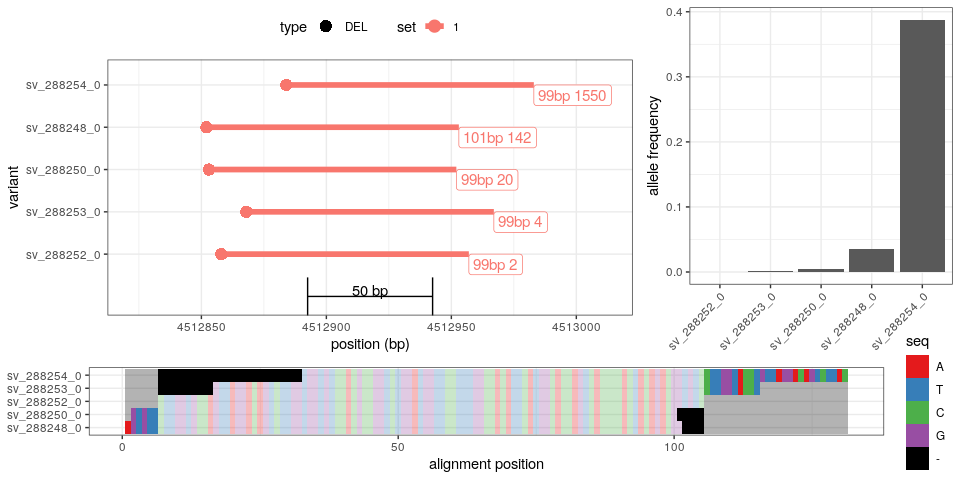 type DEL set 1
sv_288254_0
sv_288248_0
sv_288250_0
sv_288253_0
sv_288252_0
variant
99bp 1550
101bp 142
99bp 20
99bp 4
99bp 2
50 bp
4512850 4512900 4512950 4513000
position (bp)
allele frequency
0.4
0.3
0.2
0.1
0.0
sv_288252_0 sv_288253_0 sv_288250_0 sv_288248_0 sv_288254_0
sv_288254_0
sv_288253_0
sv_288252_0
sv_288250_0
sv_288248_0
0 50 100
alignment position
seq
A
T
C
G
-